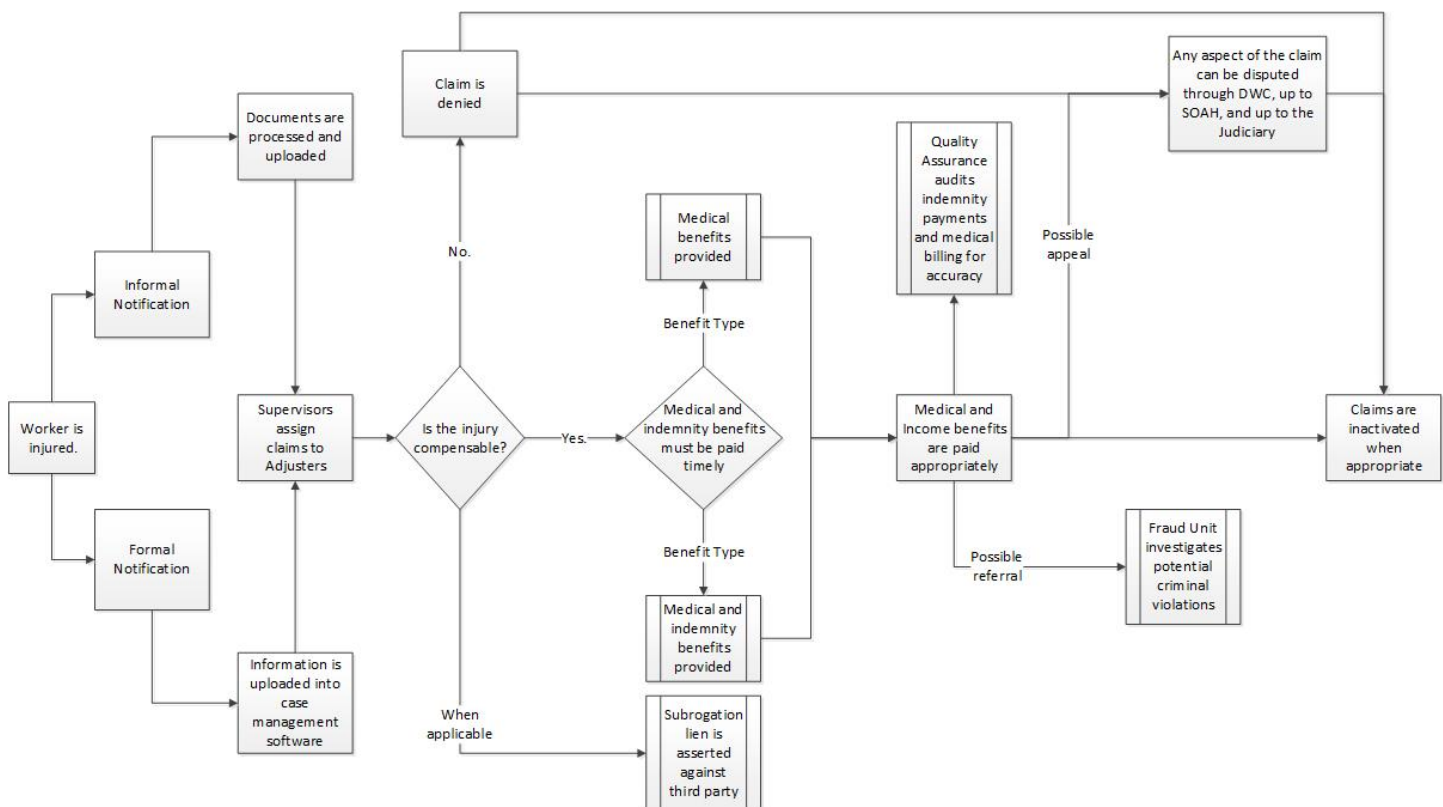 Claim is
denied
Any aspect of the claim
can be disputed
through DWC, up to
SOAH, and up to the
Judiciary
Documents are
processed and
uploaded
Quality
Assurance
audits
indemnity
payments
and medical
billing for
accuracy
Medical
benefits
provided
No.
Possible
appeal
Informal
Notification
Benefit Type
Worker is
injured.
Supervisors
assign
claims to
Adjusters
Is the injury
compensable?
Yes.
Medical and
indemnity benefits
must be paid
timely
Medical and
Income benefits
are paid
appropriately
Claims are
inactivated
when
appropriate
Formal
Notification
Benefit Type
Possible
referral
Fraud Unit
investigates
potential
criminal
violations
Medical and
indemnity
benefits
provided
Information is
uploaded into
case
management
software
When
applicable
Subrogation
lien is
asserted
against
third party